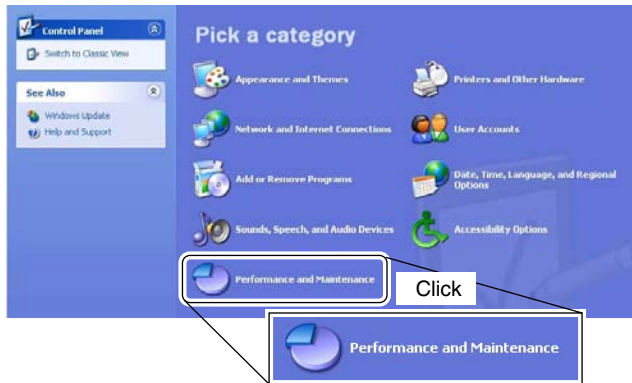 Control Panel
Switch to Classic View
See Also
Windows Update
Help and Support
Pick a category
Appearance and Themes
Printers and Other Hardware
Network and Internet Connections
User Accounts
Add or Remove Programs
Date, Time, Language, and Regional
Options
Sounds, Speech, and Audio Devices
Accessibility Options
Performance and Maintenance
Click
Performance and Maintenance